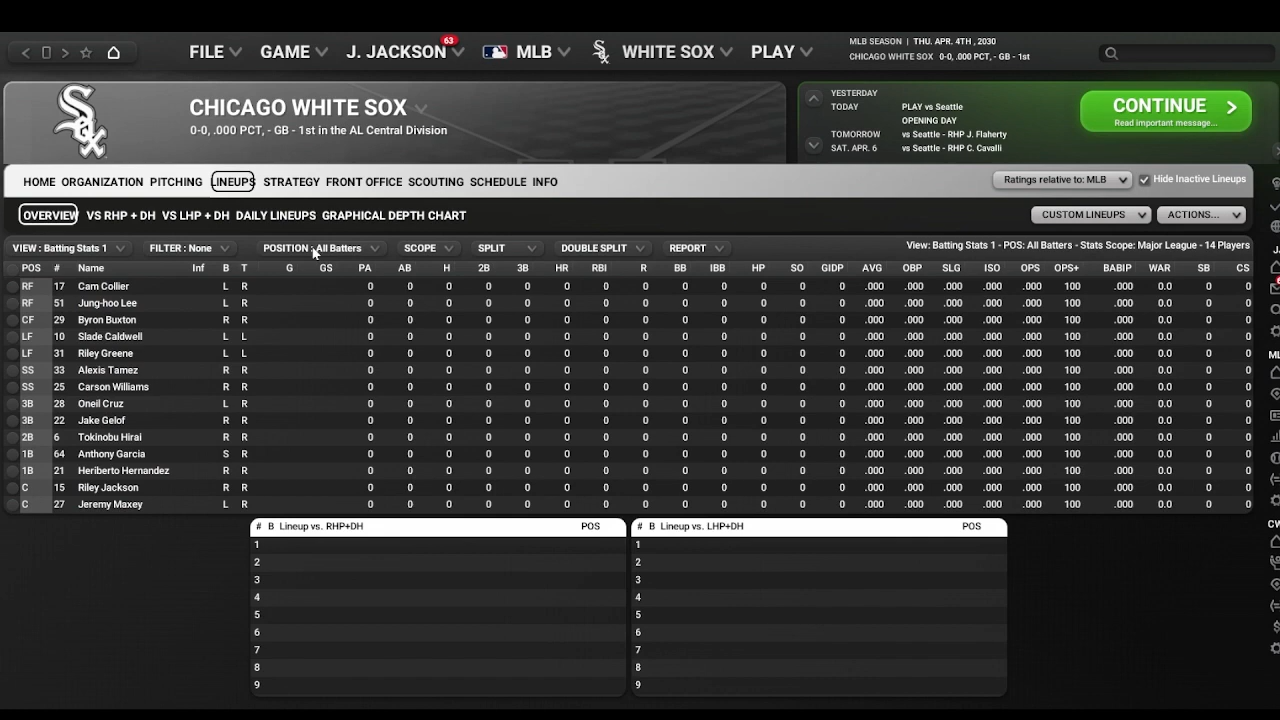 FILE GAME J. JACKSON 63 MLB WHITE SOX PLAY
MLB SEASON | THU. APR. 4TH , 2030
CHICAGO WHITE SOX 0-0, .000 PCT, - GB - 1st
CHICAGO WHITE SOX
0-0, .000 PCT, - GB - 1st in the AL Central Division
YESTERDAY
TODAY PLAY vs Seattle
OPENING DAY
TOMORROW vs Seattle - RHP J. Flaherty
SAT. APR. 6 vs Seattle - RHP C. Cavalli
CONTINUE
Read important message...
HOME ORGANIZATION PITCHING LINEUPS STRATEGY FRONT OFFICE SCOUTING SCHEDULE INFO
Ratings relative to: MLB Hide Inactive Lineups
OVERVIEW VS RHP + DH VS LHP + DH DAILY LINEUPS GRAPHICAL DEPTH CHART
CUSTOM LINEUPS ACTIONS...
VIEW : Batting Stats 1 FILTER : None POSITION : All Batters SCOPE SPLIT DOUBLE SPLIT REPORT View: Batting Stats 1 - POS: All Batters - Stats Scope: Major League - 14 Players
POS # Name Inf B T G GS PA AB H 2B 3B HR RBI R BB IBB HP SO GIDP AVG OBP SLG ISO OPS OPS+ BABIP WAR SB CS
RF 17 Cam Collier L R 0 0 0 0 0 0 0 0 0 0 0 0 0 .000 .000 .000 .000 .000 100 .000 0.0 0 0
RF 51 Jung-hoo Lee L R 0 0 0 0 0 0 0 0 0 0 0 0 0 .000 .000 .000 .000 .000 100 .000 0.0 0 0
CF 29 Byron Buxton R R 0 0 0 0 0 0 0 0 0 0 0 0 0 .000 .000 .000 .000 .000 100 .000 0.0 0 0
LF 10 Slade Caldwell L L 0 0 0 0 0 0 0 0 0 0 0 0 0 .000 .000 .000 .000 .000 100 .000 0.0 0 0
LF 31 Riley Greene L L 0 0 0 0 0 0 0 0 0 0 0 0 0 .000 .000 .000 .000 .000 100 .000 0.0 0 0
SS 33 Alexis Tamez R R 0 0 0 0 0 0 0 0 0 0 0 0 0 .000 .000 .000 .000 .000 100 .000 0.0 0 0
SS 25 Carson Williams R R 0 0 0 0 0 0 0 0 0 0 0 0 0 .000 .000 .000 .000 .000 100 .000 0.0 0 0
3B 28 Oneil Cruz L R 0 0 0 0 0 0 0 0 0 0 0 0 0 .000 .000 .000 .000 .000 100 .000 0.0 0 0
3B 22 Jake Gelof R R 0 0 0 0 0 0 0 0 0 0 0 0 0 .000 .000 .000 .000 .000 100 .000 0.0 0 0
2B 6 Tokinobu Hirai R R 0 0 0 0 0 0 0 0 0 0 0 0 0 .000 .000 .000 .000 .000 100 .000 0.0 0 0
1B 64 Anthony Garcia S R 0 0 0 0 0 0 0 0 0 0 0 0 0 .000 .000 .000 .000 .000 100 .000 0.0 0 0
1B 21 Heriberto Hernandez R R 0 0 0 0 0 0 0 0 0 0 0 0 0 .000 .000 .000 .000 .000 100 .000 0.0 0 0
C 15 Riley Jackson R R 0 0 0 0 0 0 0 0 0 0 0 0 0 .000 .000 .000 .000 .000 100 .000 0.0 0 0
C 27 Jeremy Maxey L R 0 0 0 0 0 0 0 0 0 0 0 0 0 .000 .000 .000 .000 .000 100 .000 0.0 0 0
# B Lineup vs. RHP+DH POS # B Lineup vs. LHP+DH POS
1 1
2 2
3 3
4 4
5 5
6 6
7 7
8 8
9 9